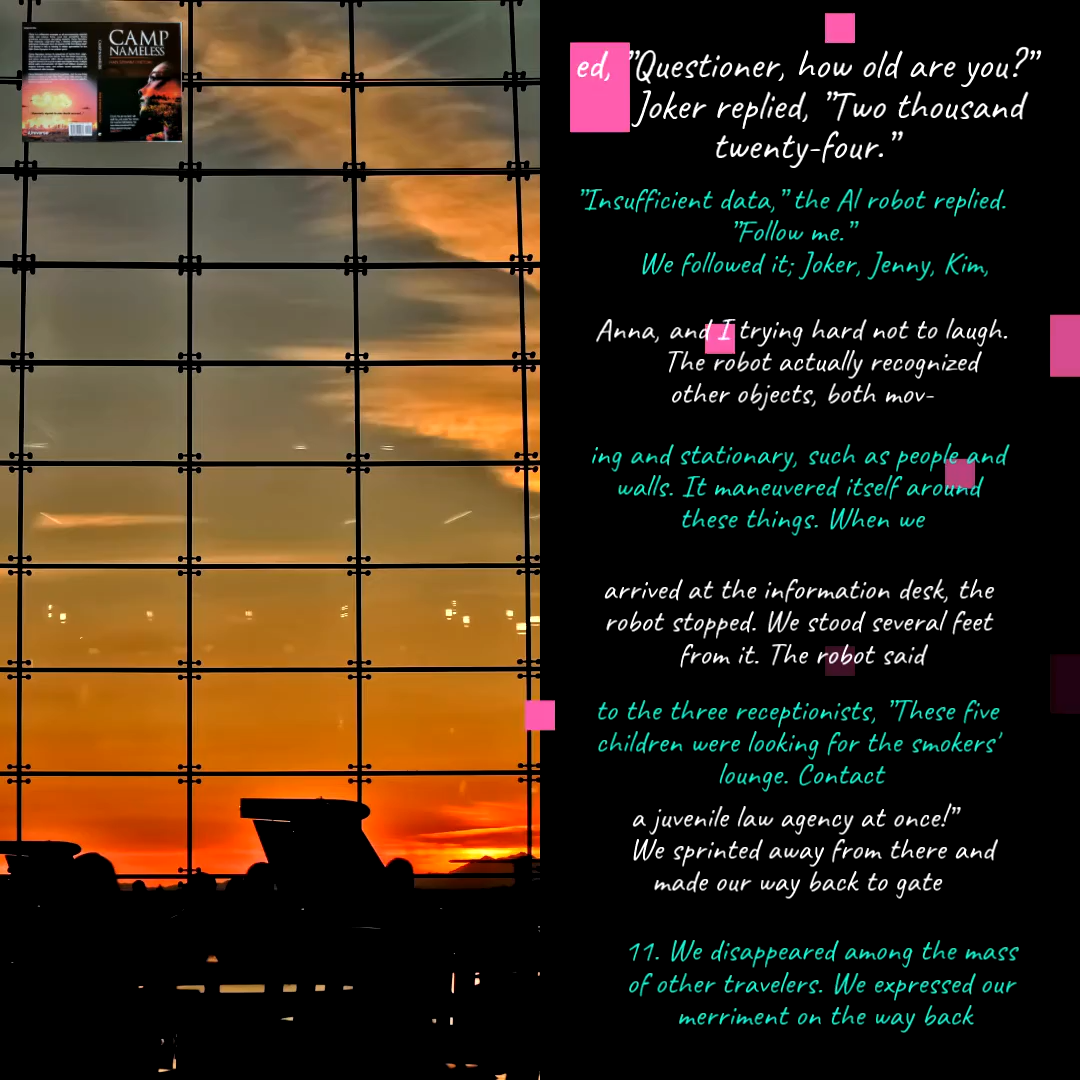 CAMP
NAMELESS
ed, "Questioner, how old are you?"
Joker replied, "Two thousand
twenty-four."
"Insufficient data," the AI robot replied.
"Follow me."
We followed it; Joker, Jenny, Kim,
Anna, and I trying hard not to laugh.
The robot actually recognized
other objects, both mov-
ing and stationary, such as people and
walls. It maneuvered itself around
these things. When we
arrived at the information desk, the
robot stopped. We stood several feet
from it. The robot said
to the three receptionists, "These five
children were looking for the smokers'
lounge. Contact
a juvenile law agency at once!"
We sprinted away from there and
made our way back to gate
11. We disappeared among the mass
of other travelers. We expressed our
merriment on the way back